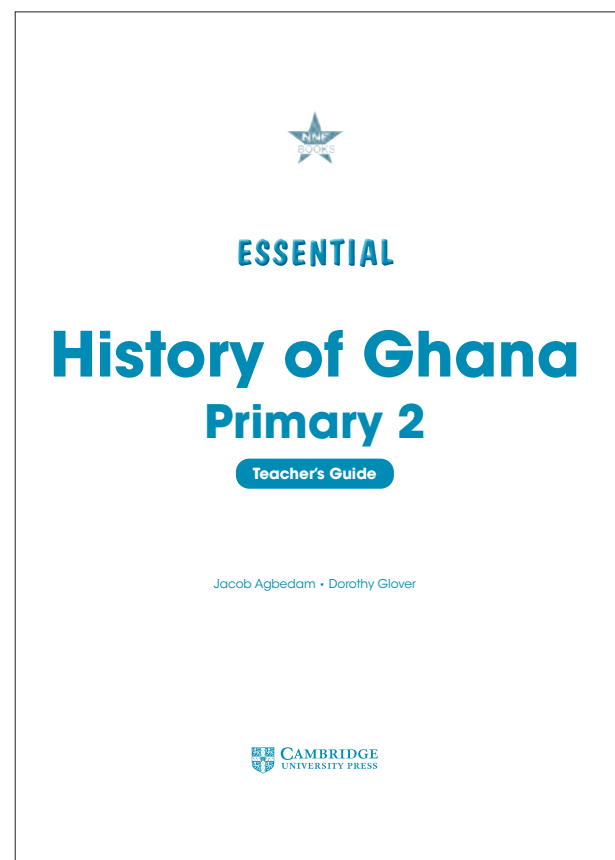 NNF
BOOKS
ESSENTIAL
History of Ghana
Primary 2
Teacher's Guide
Jacob Agbedam • Dorothy Glover
CAMBRIDGE
UNIVERSITY PRESS